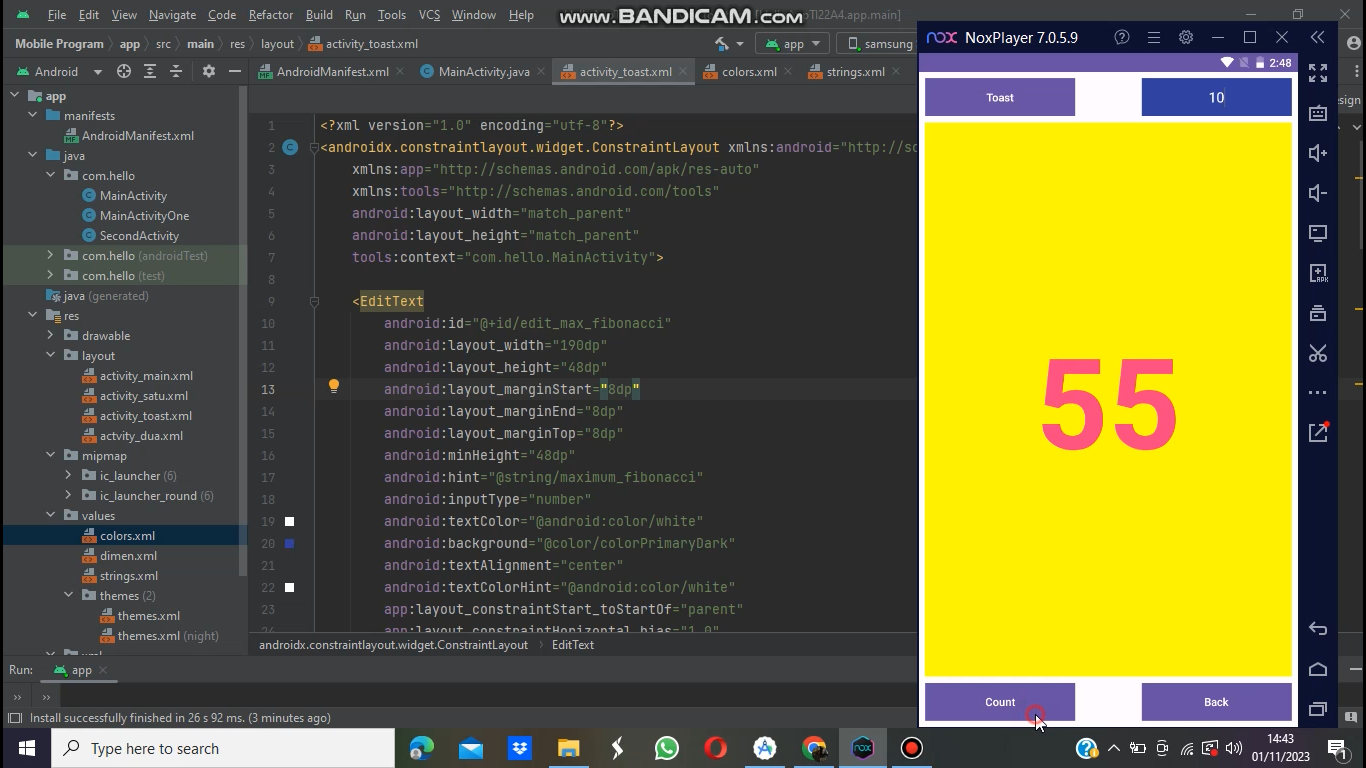 File Edit View Navigate Code Refactor Build Run Tools VCS Window Help
www.BANDICAM.com
TI22A4.app.main]
Mobile Program app src main res layout activity_toast.xml
app samsung
Android
AndroidManifest.xml MainActivity.java activity_toast.xml colors.xml strings.xml
app
manifests
AndroidManifest.xml
java
com.hello
MainActivity
MainActivityOne
SecondActivity
com.hello (androidTest)
com.hello (test)
java (generated)
res
drawable
layout
activity_main.xml
activity_satu.xml
activity_toast.xml
actvity_dua.xml
mipmap
ic_launcher (6)
ic_launcher_round (6)
values
colors.xml
dimen.xml
strings.xml
themes (2)
themes.xml
themes.xml (night)
1 <?xml version="1.0" encoding="utf-8"?>
2 <androidx.constraintlayout.widget.ConstraintLayout xmlns:android="http://sc
3 xmlns:app="http://schemas.android.com/apk/res-auto"
4 xmlns:tools="http://schemas.android.com/tools"
5 android:layout_width="match_parent"
6 android:layout_height="match_parent"
7 tools:context="com.hello.MainActivity">
8
9 <EditText
10 android:id="@+id/edit_max_fibonacci"
11 android:layout_width="190dp"
12 android:layout_height="48dp"
13 android:layout_marginStart="8dp"
14 android:layout_marginEnd="8dp"
15 android:layout_marginTop="8dp"
16 android:minHeight="48dp"
17 android:hint="@string/maximum_fibonacci"
18 android:inputType="number"
19 android:textColor="@android:color/white"
20 android:background="@color/colorPrimaryDark"
21 android:textAlignment="center"
22 android:textColorHint="@android:color/white"
23 app:layout_constraintStart_toStartOf="parent"
24 app:layout_constraintHorizontal_bias="1.0"
androidx.constraintlayout.widget.ConstraintLayout EditText
Run: app
Install successfully finished in 26 s 92 ms. (3 minutes ago)
nox NoxPlayer 7.0.5.9
2:48
Toast 10
55
Count Back
APK
sign
Type here to search
14:43
01/11/2023
1